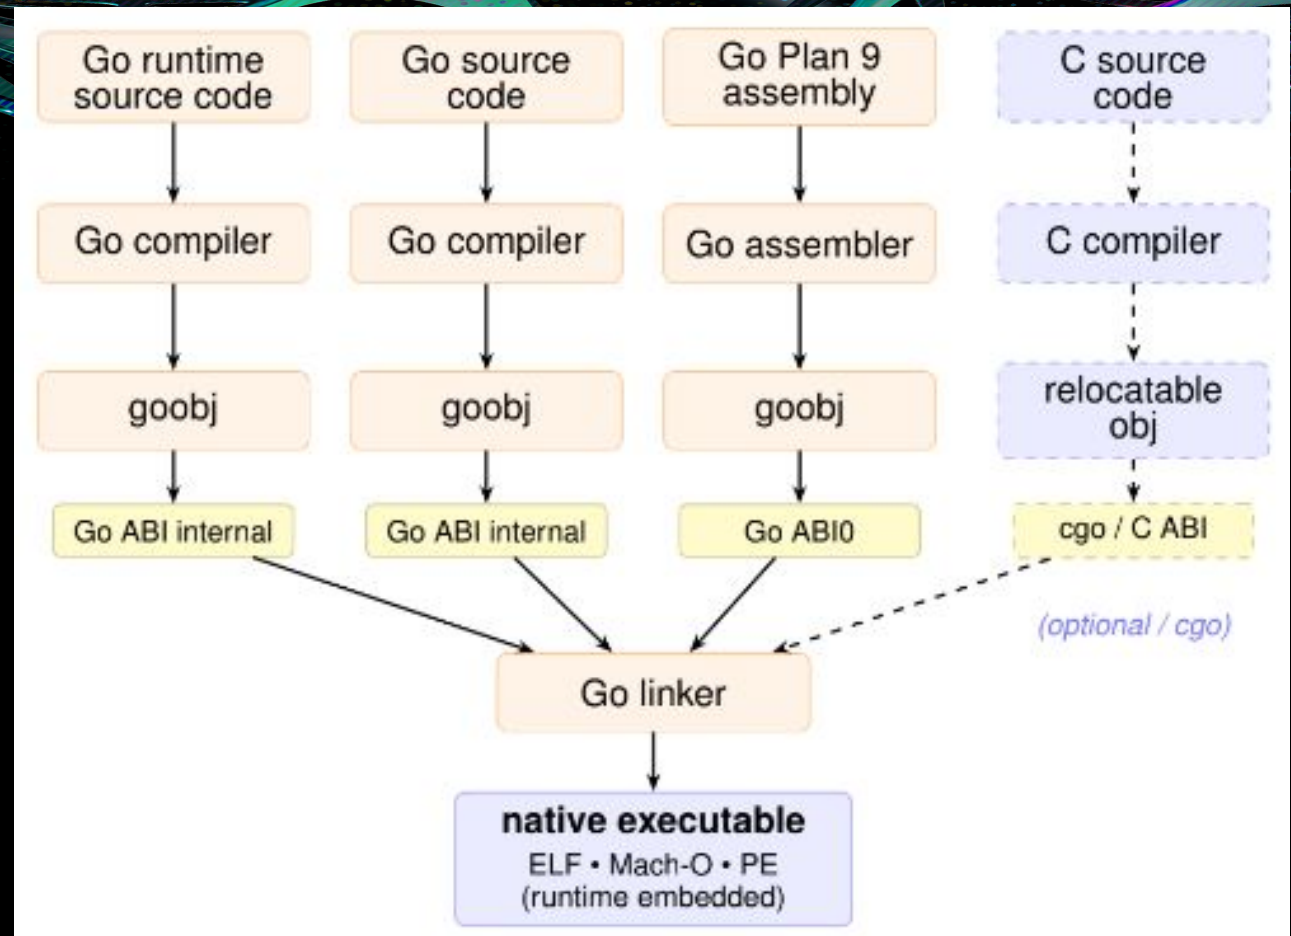 Go runtime
source code
Go source
code
Go Plan 9
assembly
C source
code
Go compiler
Go compiler
Go assembler
C compiler
goobj
goobj
goobj
relocatable
obj
Go ABI internal
Go ABI internal
Go ABI0
cgo / C ABI
(optional / cgo)
Go linker
native executable
ELF • Mach-O • PE
(runtime embedded)